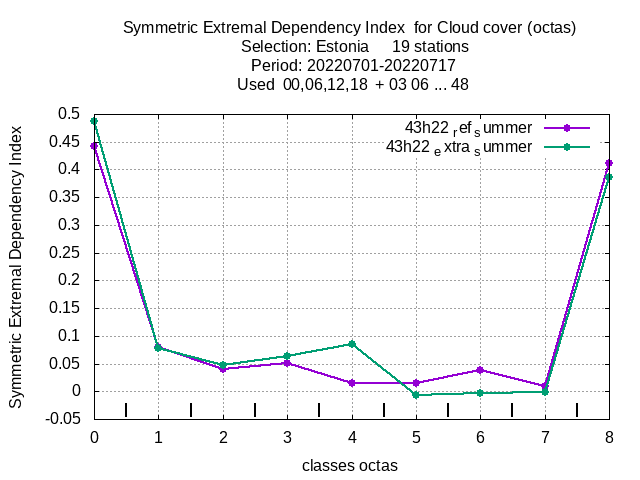 Symmetric Extremal Dependency Index  for Cloud cover (octas)
Selection: Estonia     19 stations
Period: 20220701-20220717
Used  00,06,12,18  + 03 06 ... 48
43h22 ref summer
43h22 extra summer
Symmetric Extremal Dependency Index
0.5
0.45
0.4
0.35
0.3
0.25
0.2
0.15
0.1
0.05
0
-0.05
0 1 2 3 4 5 6 7 8
classes octas